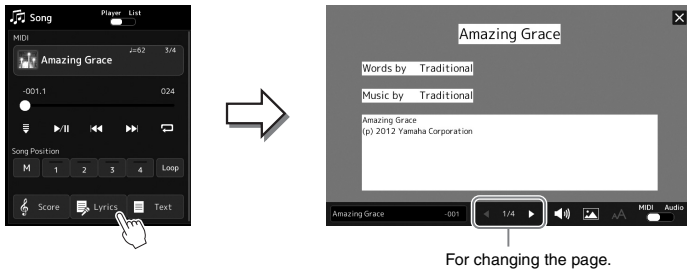 Song
Player List
MIDI
♩=62 3/4
Amazing Grace
-001.1 024
Song Position
M 1 2 3 4 Loop
Score Lyrics Text
Amazing Grace
Words by Traditional
Music by Traditional
Amazing Grace
(p) 2012 Yamaha Corporation
Amazing Grace -001 1/4 AA MIDI Audio
For changing the page.